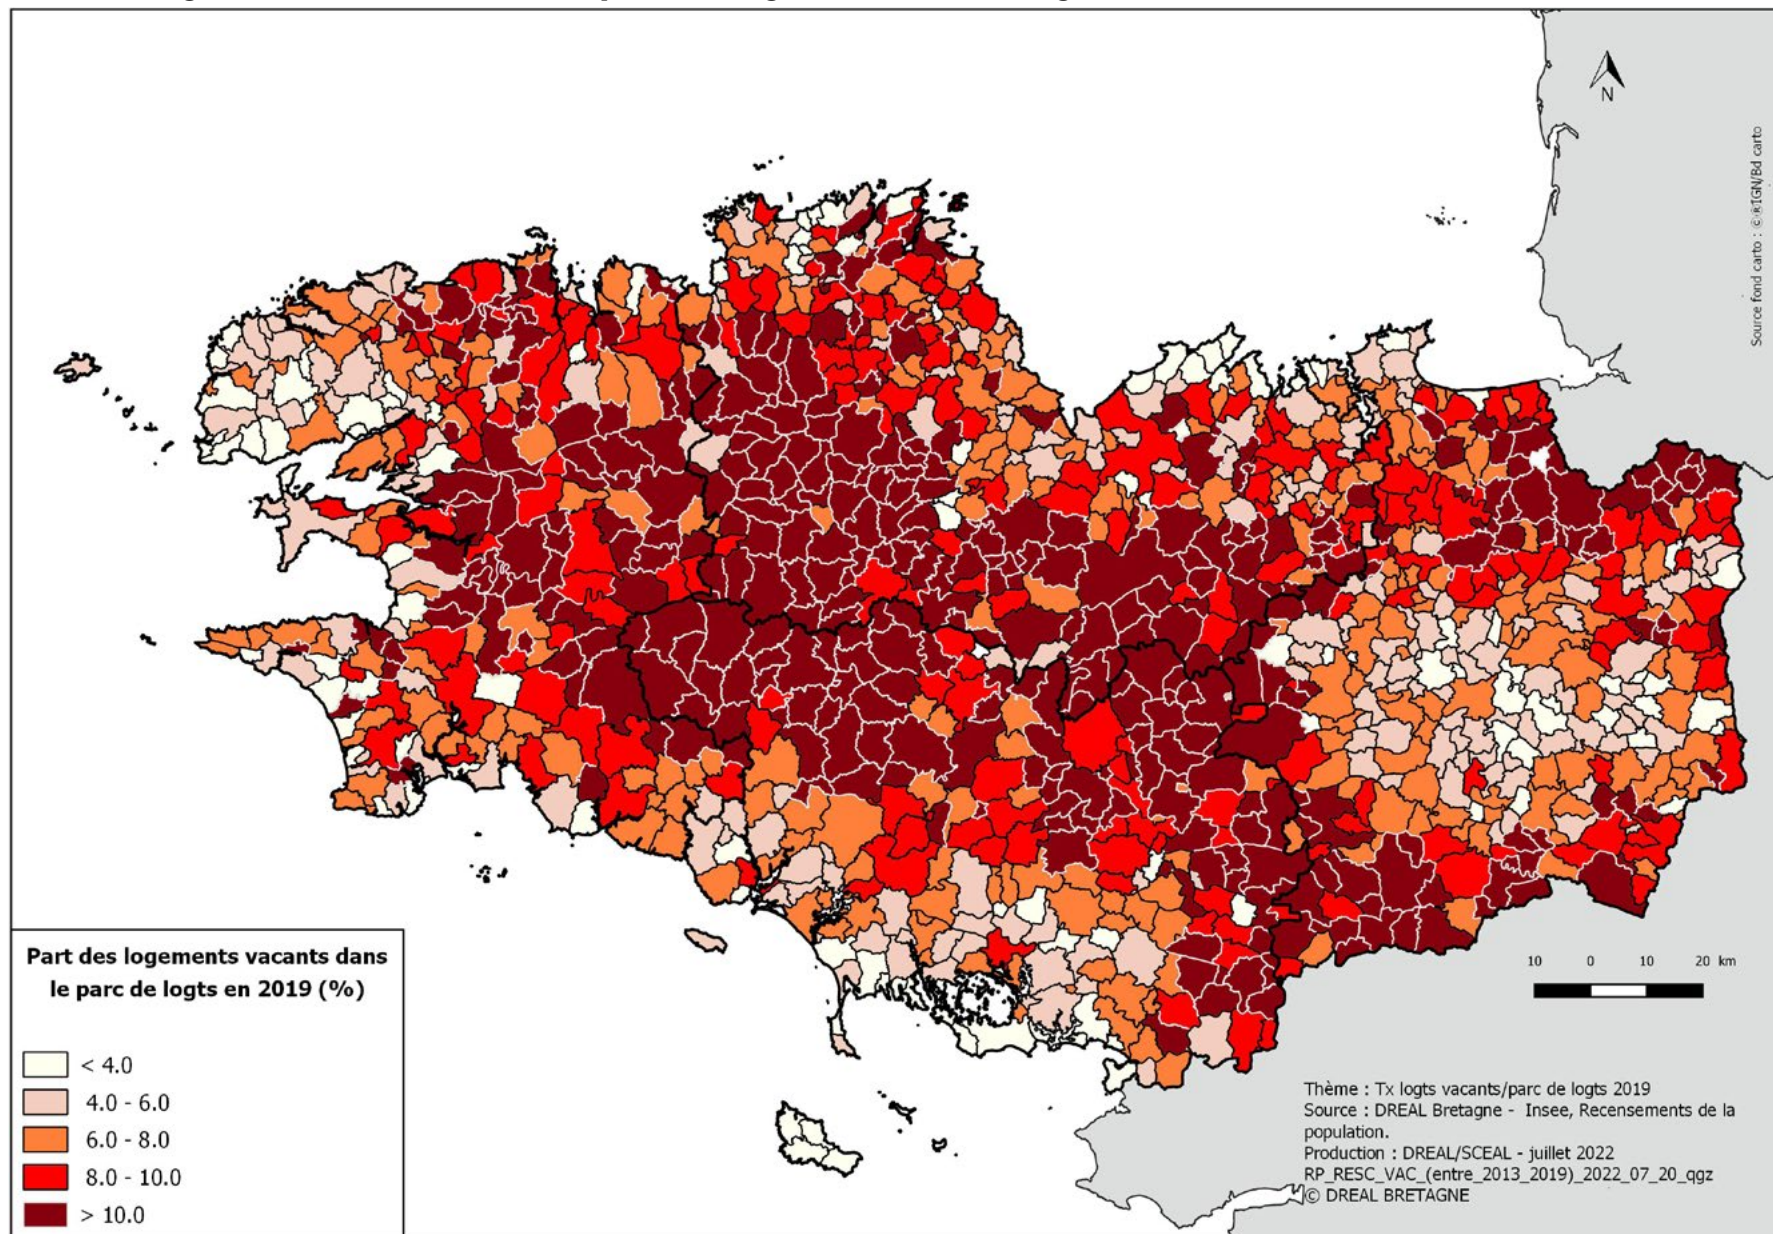 N
Source fond carto : ©®IGN/Bd carto
Part des logements vacants dans
le parc de logts en 2019 (%)
< 4.0
4.0 - 6.0
6.0 - 8.0
8.0 - 10.0
> 10.0
10 0 10 20 km
Thème : Tx logts vacants/parc de logts 2019
Source : DREAL Bretagne - Insee, Recensements de la
population.
Production : DREAL/SCEAL - juillet 2022
RP_RESC_VAC_(entre_2013_2019)_2022_07_20_qgz
© DREAL BRETAGNE